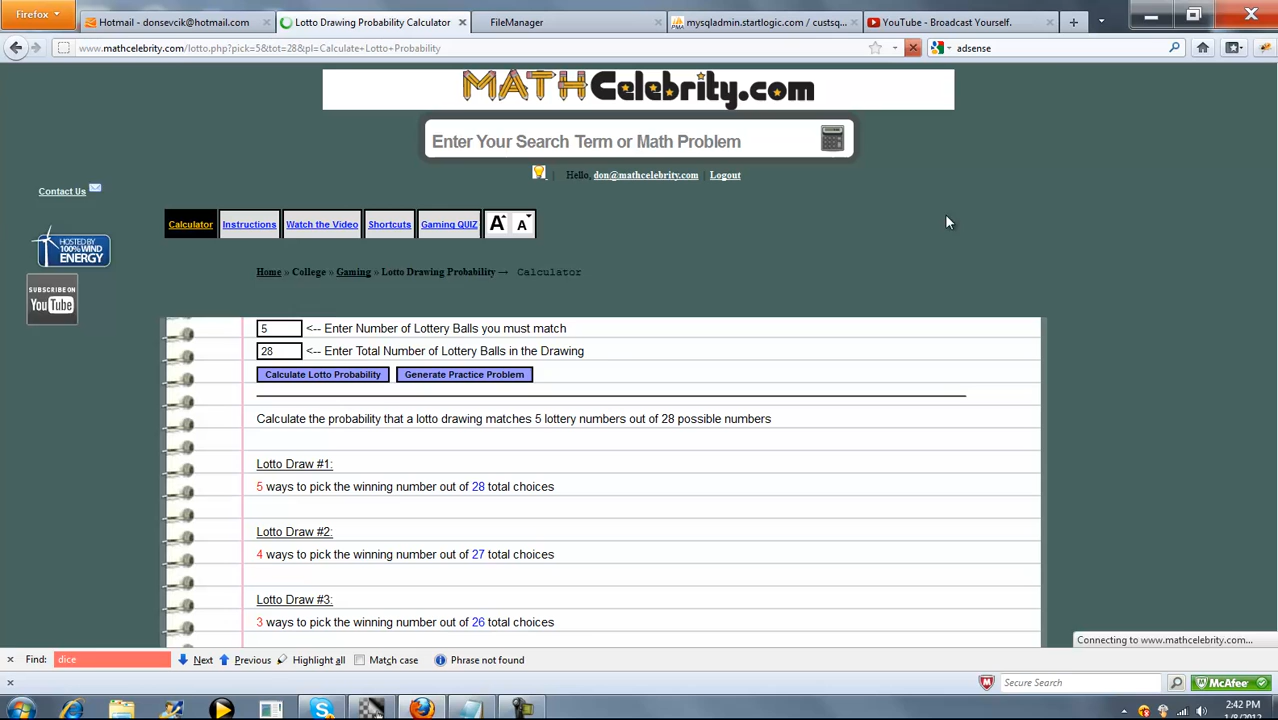 Firefox
Hotmail - donsevcik@hotmail.com
Lotto Drawing Probability Calculator
FileManager
mysqladmin.startlogic.com / custsq...
YouTube - Broadcast Yourself.
www.mathcelebrity.com/lotto.php?pick=5&tot=28&pl=Calculate+Lotto+Probability
adsense
MATHCelebrity.com
Enter Your Search Term or Math Problem
Hello, don@mathcelebrity.com | Logout
Contact Us
Calculator
Instructions
Watch the Video
Shortcuts
Gaming QUIZ
A A
HOSTED BY
100% WIND
ENERGY
Home » College » Gaming » Lotto Drawing Probability → Calculator
SUBSCRIBE ON
YouTube
5 <-- Enter Number of Lottery Balls you must match
28 <-- Enter Total Number of Lottery Balls in the Drawing
Calculate Lotto Probability
Generate Practice Problem
Calculate the probability that a lotto drawing matches 5 lottery numbers out of 28 possible numbers
Lotto Draw #1:
5 ways to pick the winning number out of 28 total choices
Lotto Draw #2:
4 ways to pick the winning number out of 27 total choices
Lotto Draw #3:
3 ways to pick the winning number out of 26 total choices
Connecting to www.mathcelebrity.com...
Find: dice Next Previous Highlight all Match case Phrase not found
Secure Search
McAfee
2:42 PM
1/8/2012